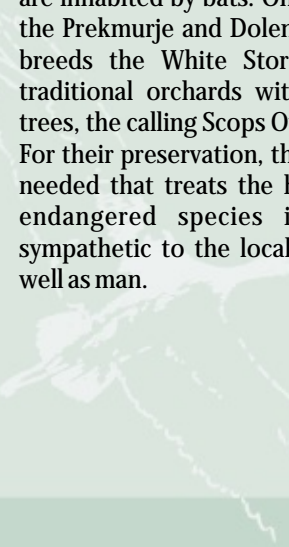 are inhabited by bats. On
the Prekmurje and Dolen
breeds the White Stor
traditional orchards wit
trees, the calling Scops O
For their preservation, th
needed that treats the
endangered species i
sympathetic to the local
well as man.